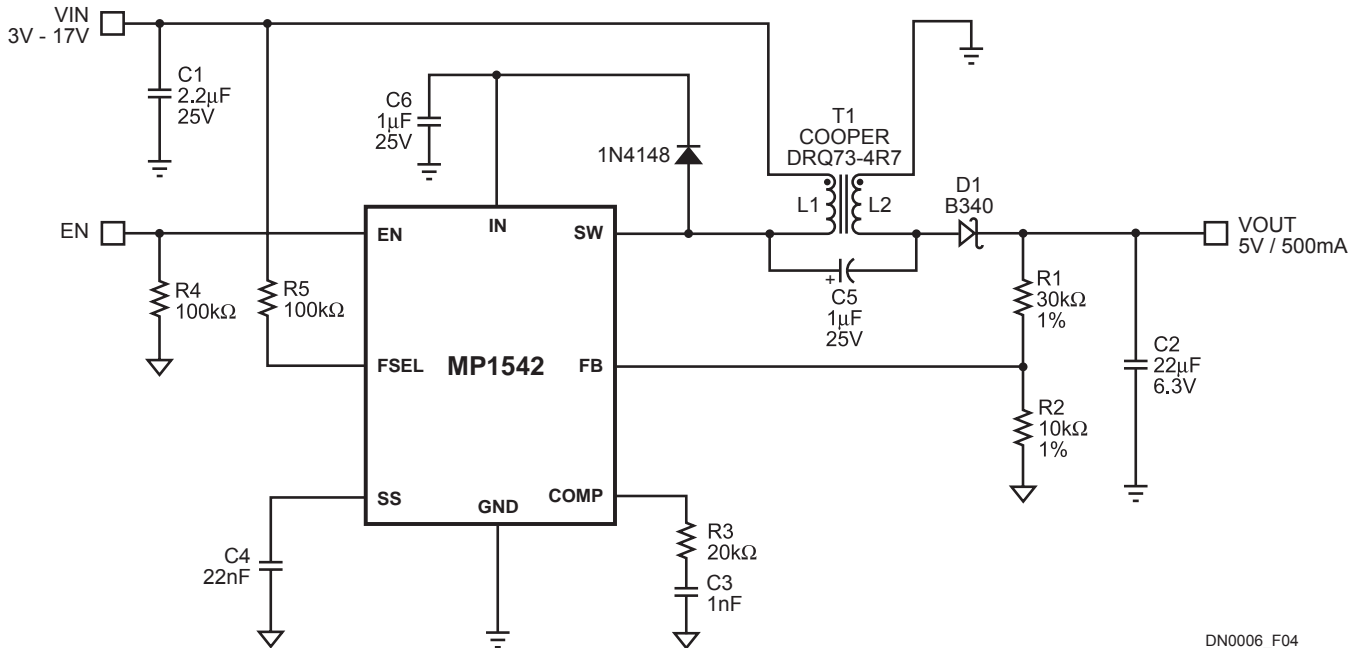 VIN
3V - 17V
C1
2.2μF
25V
C6
1μF
25V
1N4148
T1
COOPER
DRQ73-4R7
L1
L2
D1
B340
VOUT
5V / 500mA
EN
R4
100kΩ
R5
100kΩ
EN
IN
SW
FSEL
MP1542
FB
SS
GND
COMP
+
C5
1μF
25V
R1
30kΩ
1%
R2
10kΩ
1%
C2
22μF
6.3V
C4
22nF
R3
20kΩ
C3
1nF
DN0006_F04